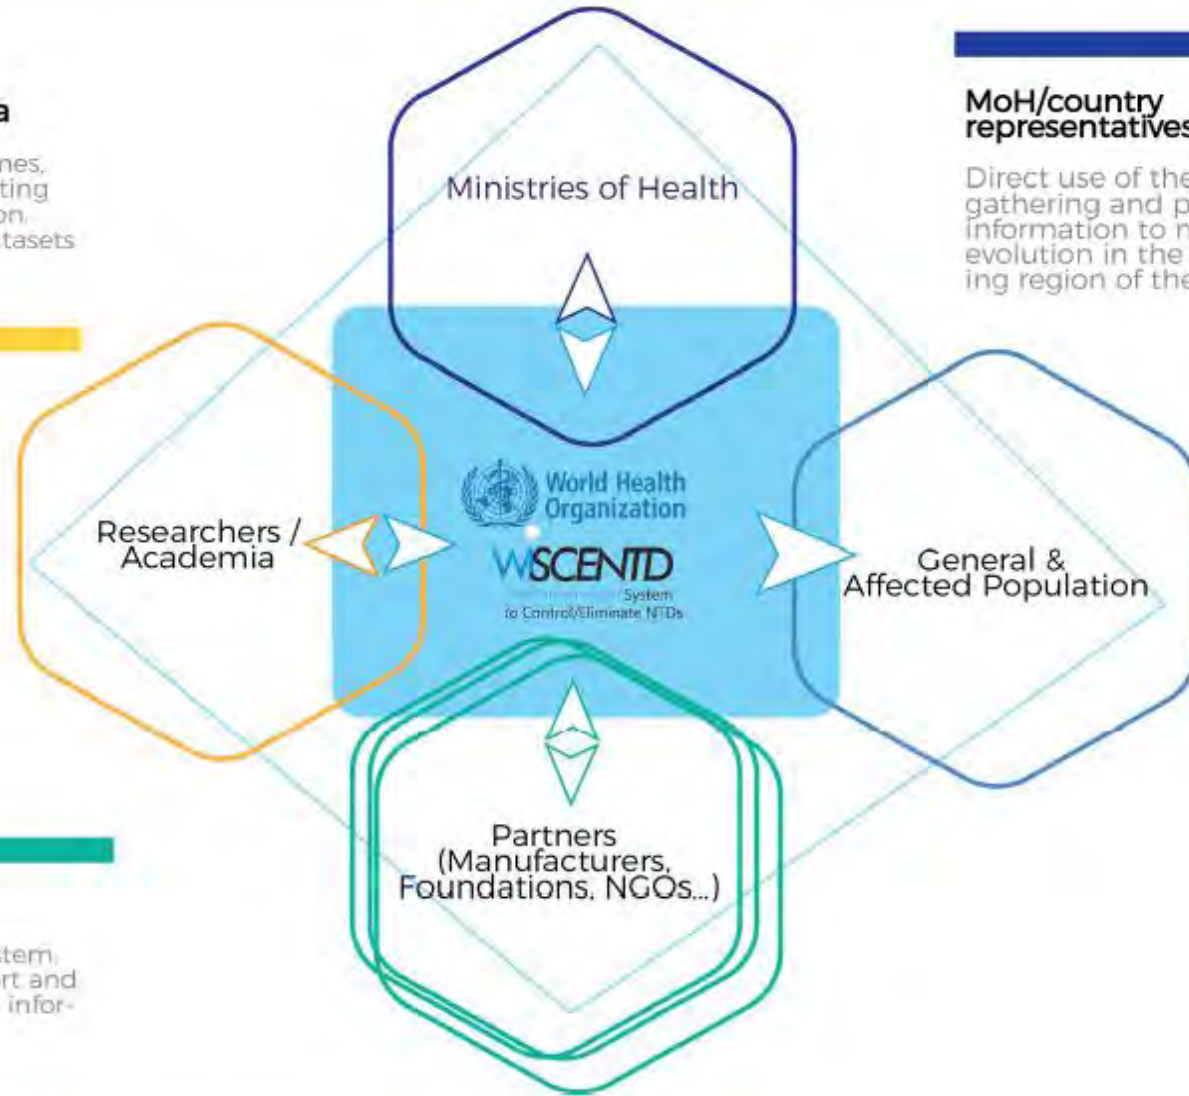 a
nes,
ting
on.
tasets
MoH/country
representatives
Direct use of the
gathering and p
information to m
evolution in the
ing region of the
Ministries of Health
World Health
Organization
WSCENTD
System
to Control/Eliminate NTDs
Researchers /
Academia
General &
Affected Population
Partners
(Manufacturers,
Foundations, NGOs...)
stem,
rt and
infor-